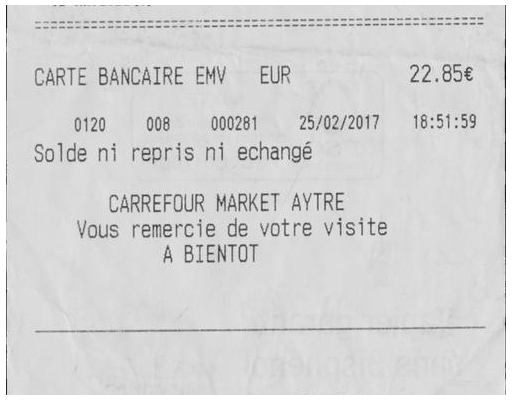 CARTE BANCAIRE EMV EUR 22.85€
0120 008 000281 25/02/2017 18:51:59
Solde ni repris ni echangé
CARREFOUR MARKET AYTRE
Vous remercie de votre visite
A BIENTOT